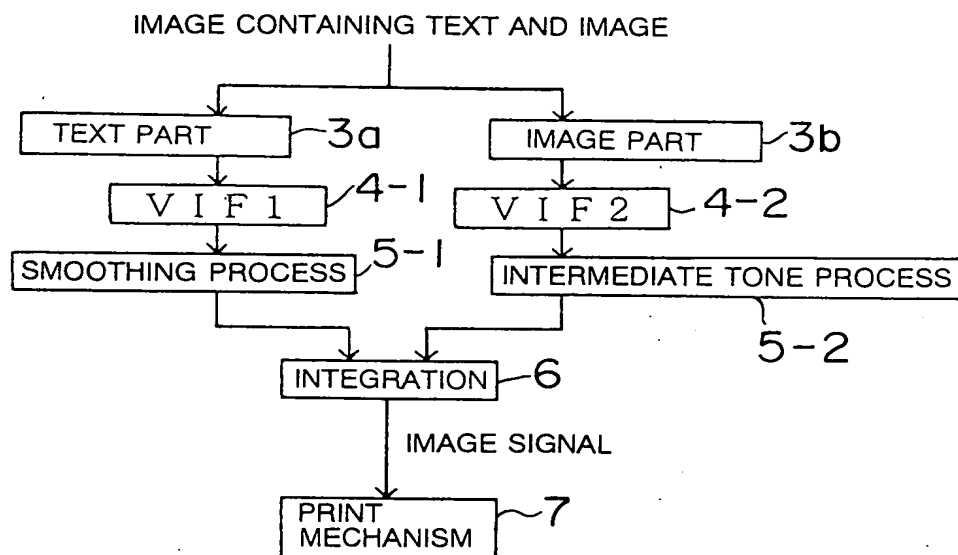 IMAGE CONTAINING TEXT AND IMAGE
TEXT PART 3a
IMAGE PART 3b
VIF1 4-1
VIF2 4-2
SMOOTHING PROCESS 5-1
INTERMEDIATE TONE PROCESS
5-2
INTEGRATION 6
IMAGE SIGNAL
PRINT
MECHANISM 7